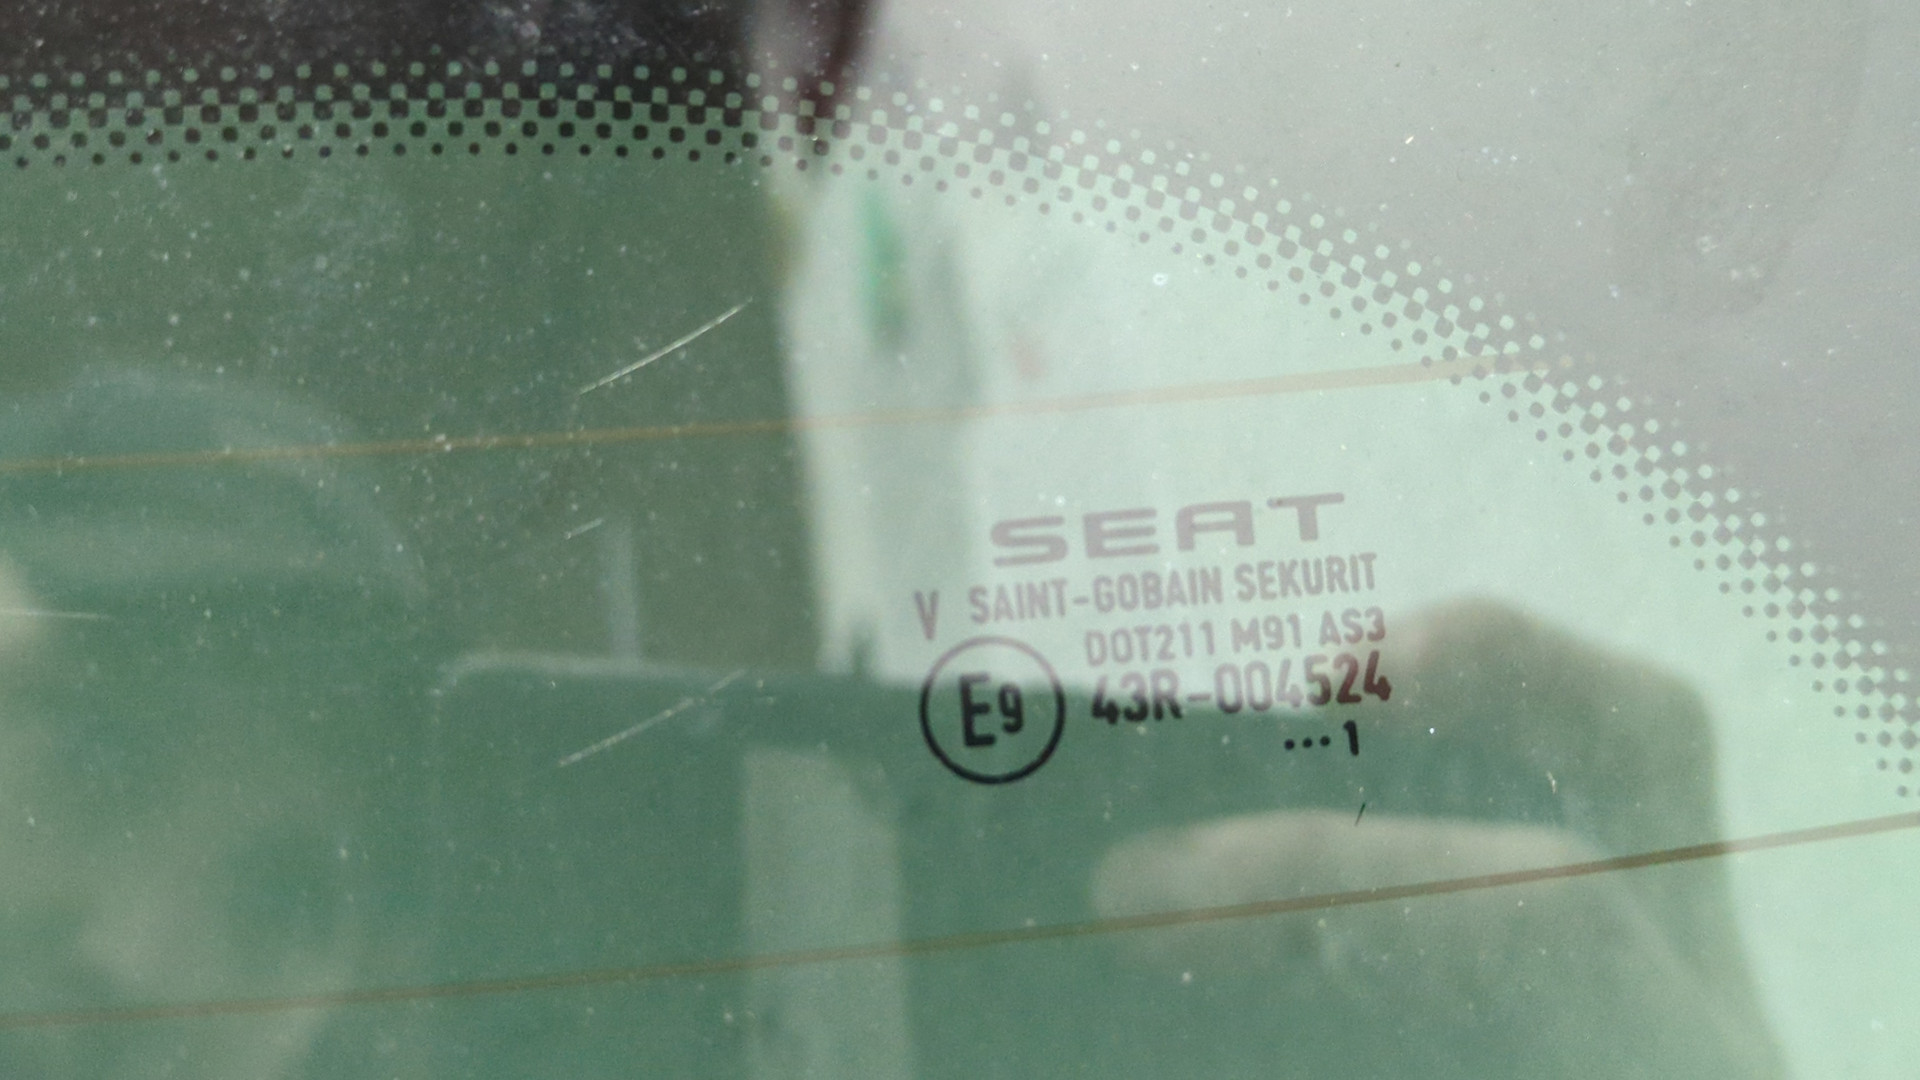 SEAT
V SAINT-GOBAIN SEKURIT
DOT211 M91 AS3
E9 43R-004524
...1